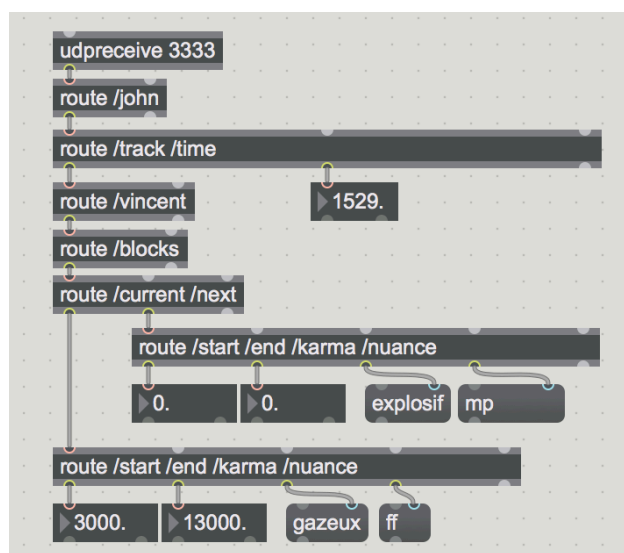 udpreceive 3333
route /john
route /track /time
route /vincent
1529.
route /blocks
route /current /next
route /start /end /karma /nuance
0.
0.
explosif
mp
route /start /end /karma /nuance
3000.
13000.
gazeux
ff